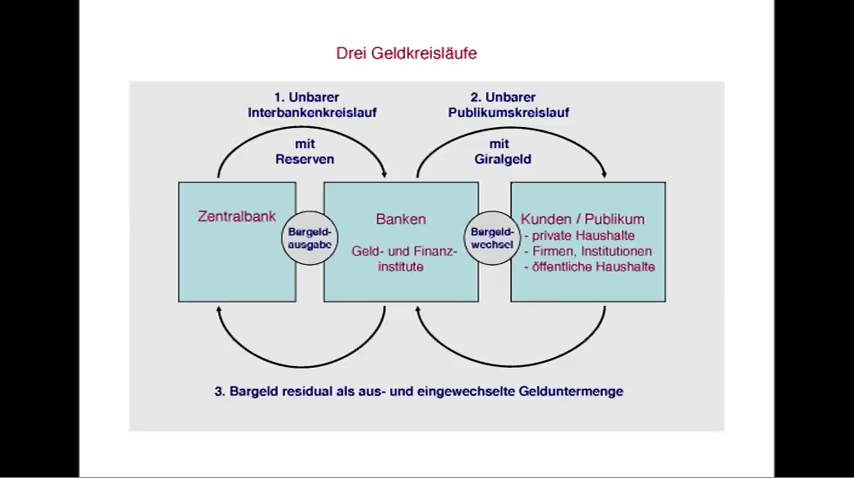 Drei Geldkreisläufe
1. Unbarer
Interbankenkreislauf
2. Unbarer
Publikumskreislauf
mit
Reserven
mit
Giralgeld
Zentralbank
Bargeld-
ausgabe
Banken
Geld- und Finanz-
institute
Bargeld-
wechsel
Kunden / Publikum
- private Haushalte
- Firmen, Institutionen
- öffentliche Haushalte
3. Bargeld residual als aus- und eingewechselte Gelduntermenge